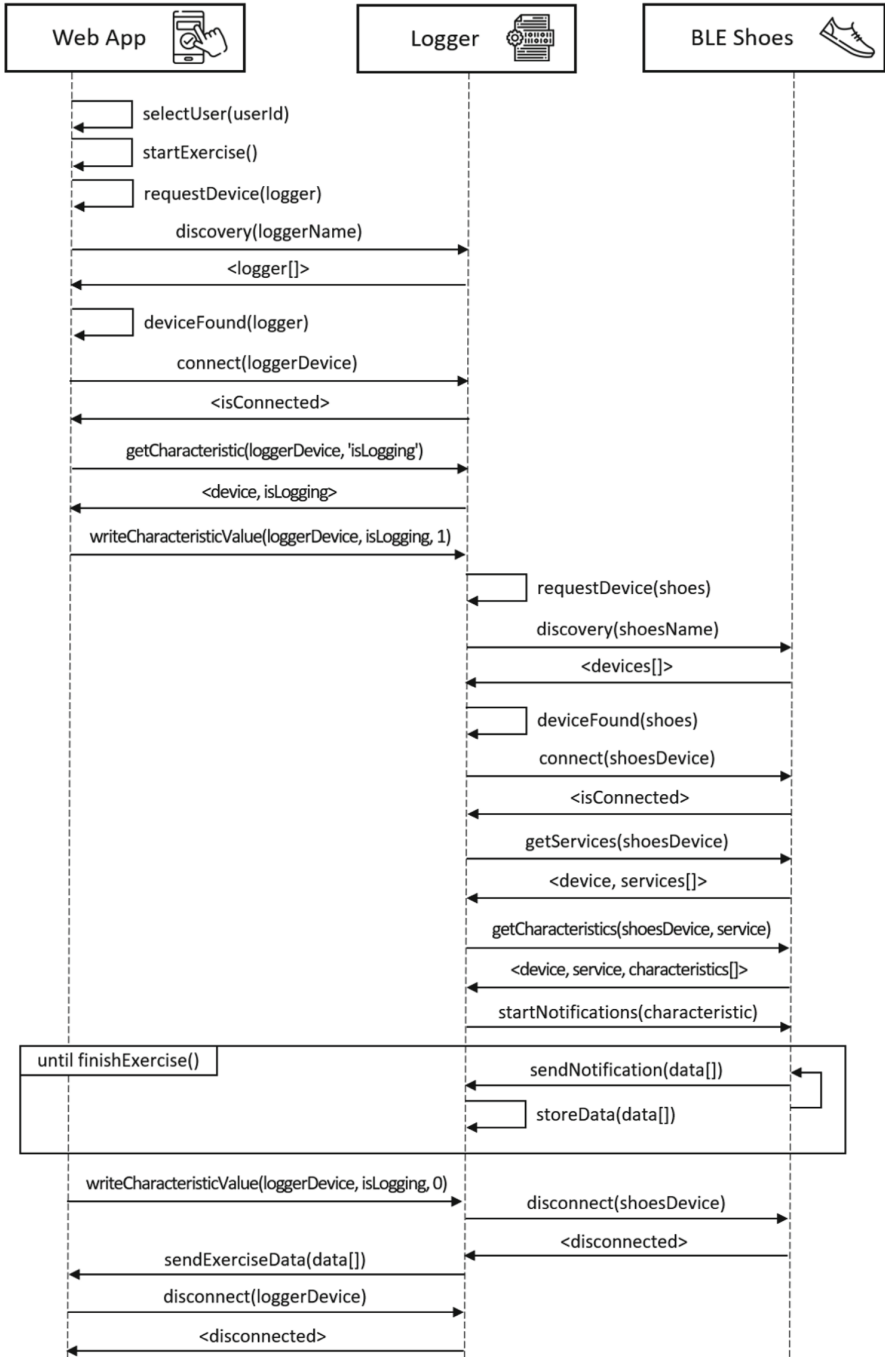 Web App
Logger
BLE Shoes
selectUser(userId)
startExercise()
requestDevice(logger)
discovery(loggerName)
<logger[]>
deviceFound(logger)
connect(loggerDevice)
<isConnected>
getCharacteristic(loggerDevice, 'isLogging')
<device, isLogging>
writeCharacteristicValue(loggerDevice, isLogging, 1)
requestDevice(shoes)
discovery(shoesName)
<devices[]>
deviceFound(shoes)
connect(shoesDevice)
<isConnected>
getServices(shoesDevice)
<device, services[]>
getCharacteristics(shoesDevice, service)
<device, service, characteristics[]>
startNotifications(characteristic)
until finishExercise()
sendNotification(data[])
storeData(data[])
writeCharacteristicValue(loggerDevice, isLogging, 0)
disconnect(shoesDevice)
<disconnected>
sendExerciseData(data[])
disconnect(loggerDevice)
<disconnected>